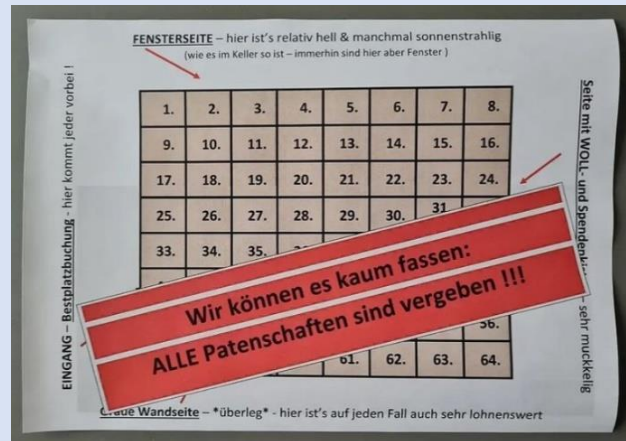 FENSTERSEITE – hier ist's relativ hell & manchmal sonnenstrahlig
(wie es im Keller so ist – immerhin sind hier aber Fenster )
EINGANG – Bestplatzbuchung - hier kommt jeder vorbei !
1. 2. 3. 4. 5. 6. 7. 8.
9. 10. 11. 12. 13. 14. 15. 16.
17. 18. 19. 20. 21. 22. 23. 24.
25. 26. 27. 28. 29. 30. 31
33. 34. 35.
Wir können es kaum fassen:
ALLE Patenschaften sind vergeben !!!
56.
61. 62. 63. 64.
Seite mit WOLL- und – sehr muckkelig
Graue Wandseite – *überleg* - hier ist's auf jeden Fall auch sehr lohnenswert